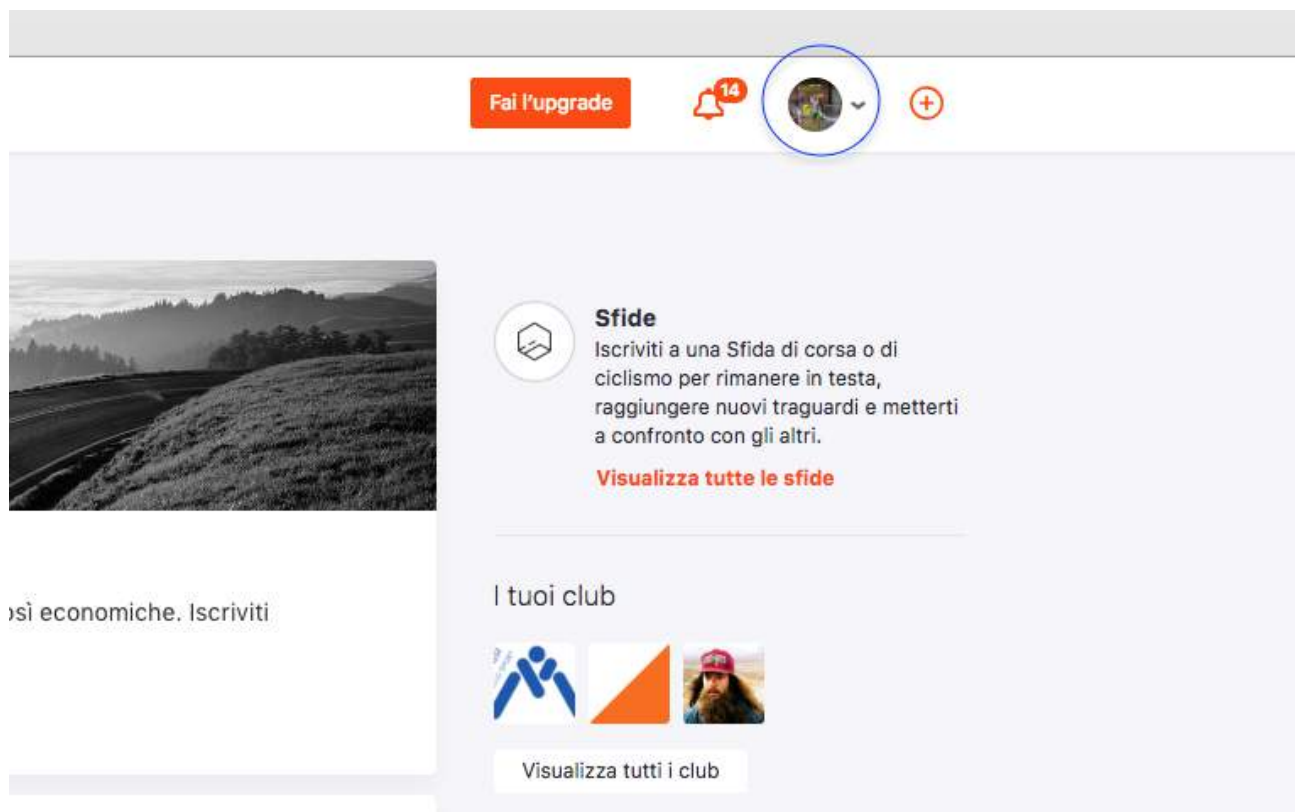 Fai l'upgrade
14
Sfide
Iscriviti a una Sfida di corsa o di
ciclismo per rimanere in testa,
raggiungere nuovi traguardi e metterti
a confronto con gli altri.
Visualizza tutte le sfide
economiche. Iscriviti
I tuoi club
Visualizza tutti i club